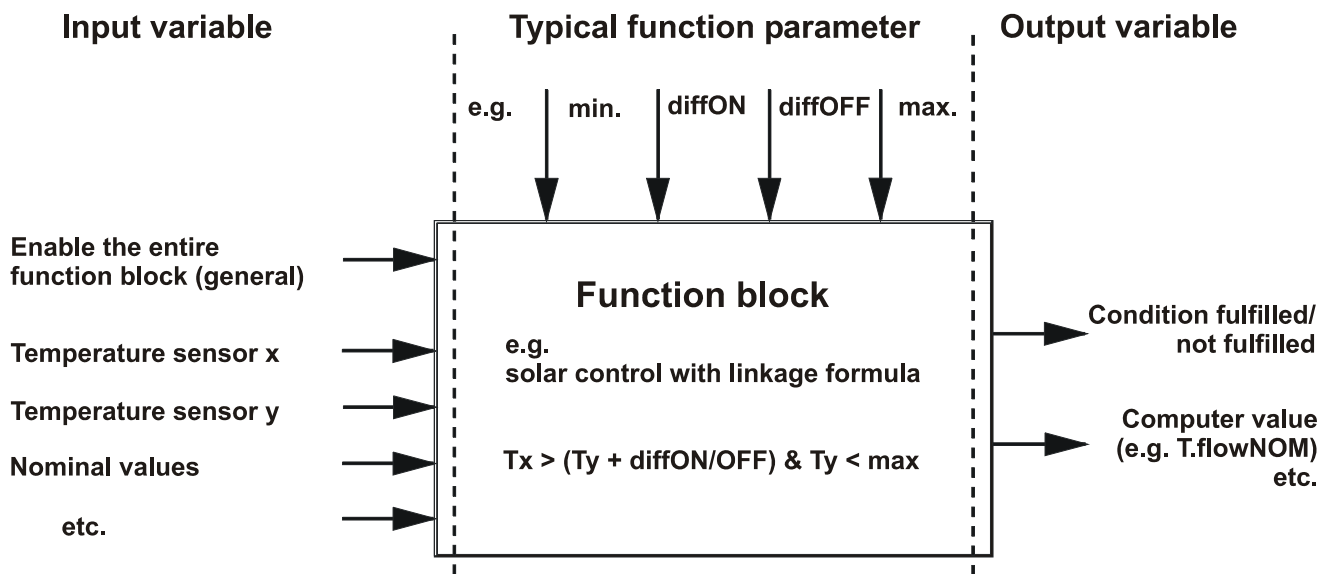 Input variable
Typical function parameter
Output variable
e.g.
min.
diffON
diffOFF
max.
Enable the entire
function block (general)
Temperature sensor x
Temperature sensor y
Nominal values
etc.
Function block
e.g.
solar control with linkage formula
Tx > (Ty + diffON/OFF) & Ty < max
Condition fulfilled/
not fulfilled
Computer value
(e.g. T.flowNOM)
etc.